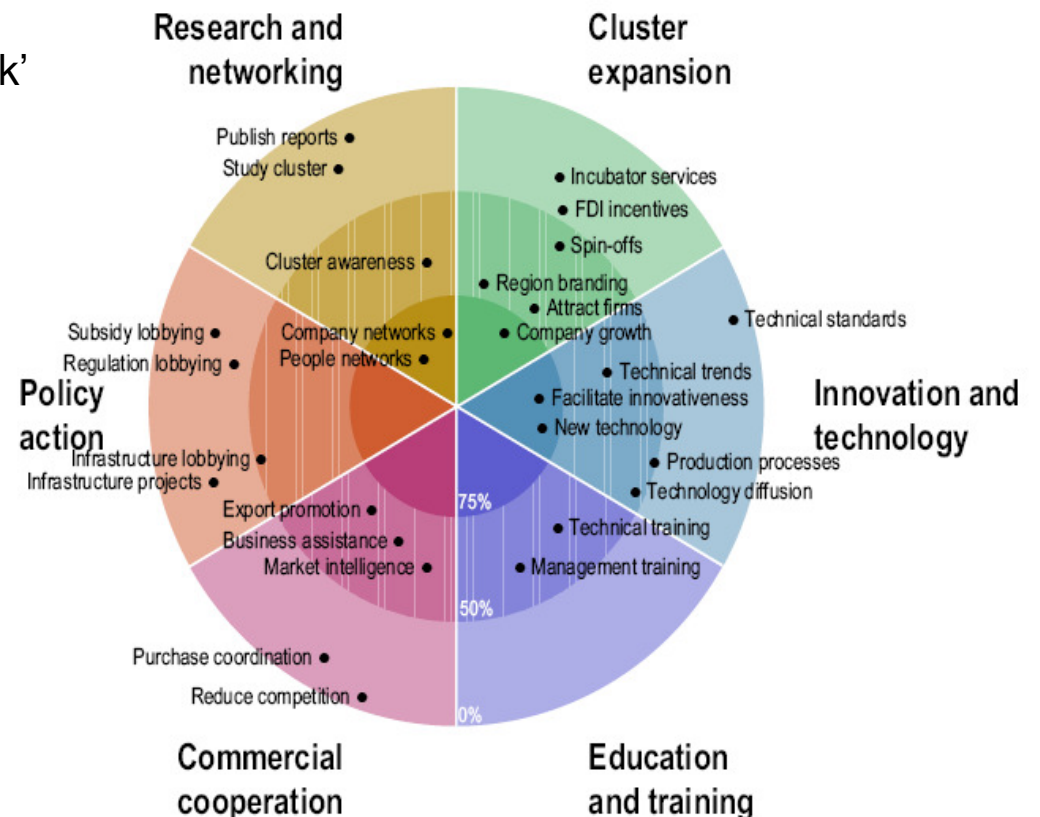 k’
Research and
networking
Cluster
expansion
Publish reports
Study cluster
Cluster awareness
Company networks
People networks
Incubator services
FDI incentives
Spin-offs
Region branding
Attract firms
Company growth
Subsidy lobbying
Regulation lobbying
Policy
action
Infrastructure lobbying
Infrastructure projects
Technical standards
Technical trends
Facilitate innovativeness
New technology
Innovation and
technology
Production processes
Technology diffusion
Export promotion
Business assistance
Market intelligence
Purchase coordination
Reduce competition
75%
Technical training
Management training
50%
0%
Commercial
cooperation
Education
and training